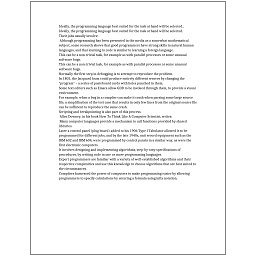 Ideally, the programming language best suited for the task at hand will be selected.
Ideally, the programming language best suited for the task at hand will be selected.
Their jobs usually involve:
Although programming has been presented in the media as a somewhat mathematical
subject, some research shows that good programmers have strong skills in natural human
languages, and that learning to code is similar to learning a foreign language.
This can be a non-trivial task, for example as with parallel processes or some unusual
software bugs.
This can be a non-trivial task, for example as with parallel processes or some unusual
software bugs.
Normally the first step in debugging is to attempt to reproduce the problem.
In 1801, the Jacquard loom could produce entirely different weaves by changing the
"program" – a series of pasteboard cards with holes punched in them.
Some text editors such as Emacs allow GDB to be invoked through them, to provide a visual
environment.
For example, when a bug in a compiler can make it crash when parsing some large source
file, a simplification of the test case that results in only few lines from the original source file
can be sufficient to reproduce the same crash.
Scripting and breakpointing is also part of this process.
Allen Downey, in his book How To Think Like A Computer Scientist, writes:
Many computer languages provide a mechanism to call functions provided by shared
libraries.
Later a control panel (plug board) added to his 1906 Type I Tabulator allowed it to be
programmed for different jobs, and by the late 1940s, unit record equipment such as the
IBM 602 and IBM 604, were programmed by control panels in a similar way, as were the
first electronic computers.
It involves designing and implementing algorithms, step-by-step specifications of
procedures, by writing code in one or more programming languages.
Expert programmers are familiar with a variety of well-established algorithms and their
respective complexities and use this knowledge to choose algorithms that are best suited to
the circumstances.
Compilers harnessed the power of computers to make programming easier by allowing
programmers to specify calculations by entering a formula using infix notation.